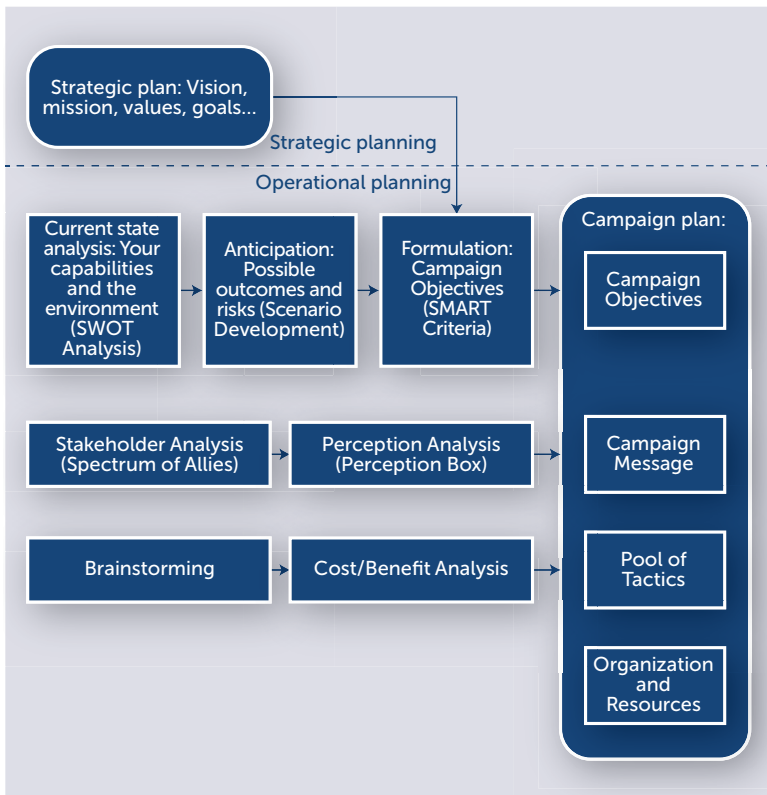 Strategic plan: Vision,
mission, values, goals...
Strategic planning
Operational planning
Current state
analysis: Your
capabilities
and the
environment
(SWOT
Analysis)
Anticipation:
Possible
outcomes and
risks (Scenario
Development)
Formulation:
Campaign
Objectives
(SMART
Criteria)
Campaign plan:
Campaign
Objectives
Stakeholder Analysis
(Spectrum of Allies)
Perception Analysis
(Perception Box)
Campaign
Message
Brainstorming
Cost/Benefit Analysis
Pool of
Tactics
Organization
and
Resources